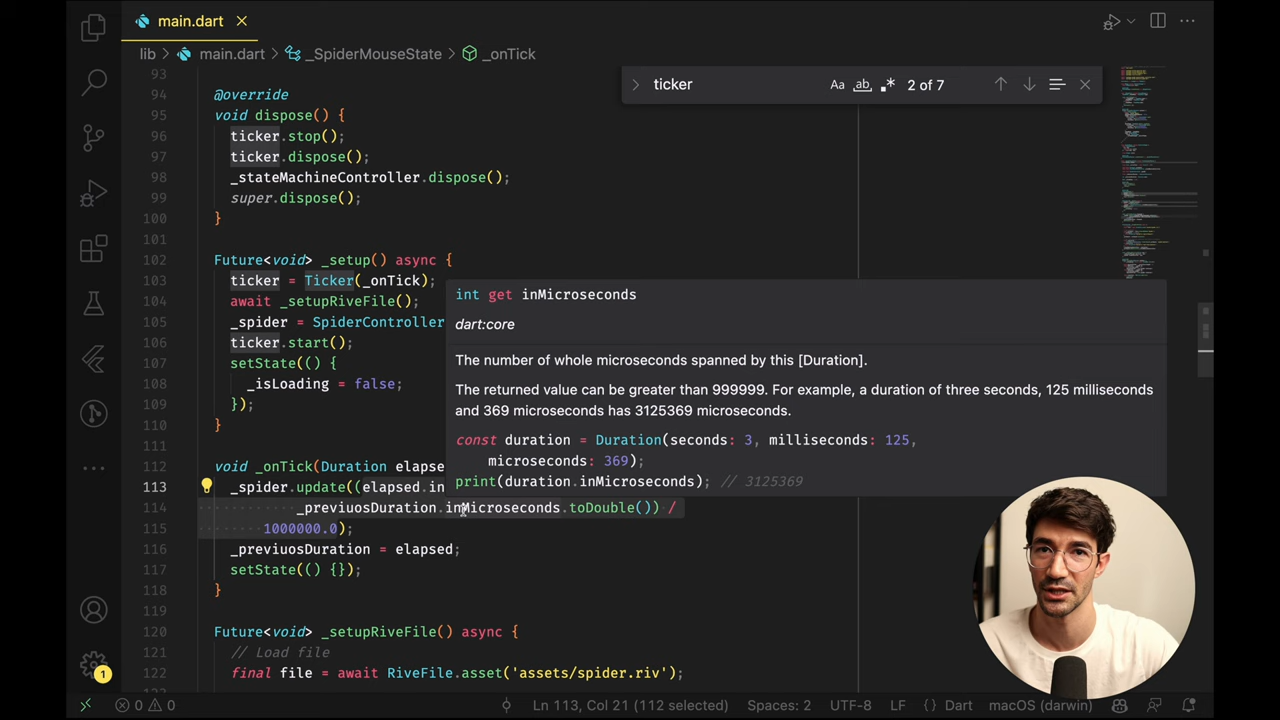 main.dart
lib > main.dart > _SpiderMouseState > _onTick
ticker
Aa ab .* 2 of 7
93
94 @override
95 void dispose() {
96 ticker.stop();
97 ticker.dispose();
98 _stateMachineController.dispose();
99 super.dispose();
100 }
101
102 Future<void> _setup() async {
103 ticker = Ticker(_onTick);
104 await _setupRiveFile();
105 _spider = SpiderController
106 ticker.start();
107 setState(() {
108 _isLoading = false;
109 });
110 }
111
112 void _onTick(Duration elapse
113 _spider.update((elapsed.in
114 _previuosDuration.inMicroseconds.toDouble()) /
115 1000000.0);
116 _previuosDuration = elapsed;
117 setState(() {});
118 }
119
120 Future<void> _setupRiveFile() async {
121 // Load file
122 final file = await RiveFile.asset('assets/spider.riv');
int get inMicroseconds
dart:core
The number of whole microseconds spanned by this [Duration].
The returned value can be greater than 999999. For example, a duration of three seconds, 125 milliseconds
and 369 microseconds has 3125369 microseconds.
const duration = Duration(seconds: 3, milliseconds: 125,
microseconds: 369);
print(duration.inMicroseconds); // 3125369
1
0 0 Ln 113, Col 21 (112 selected) Spaces: 2 UTF-8 LF {} Dart macOS (darwin)